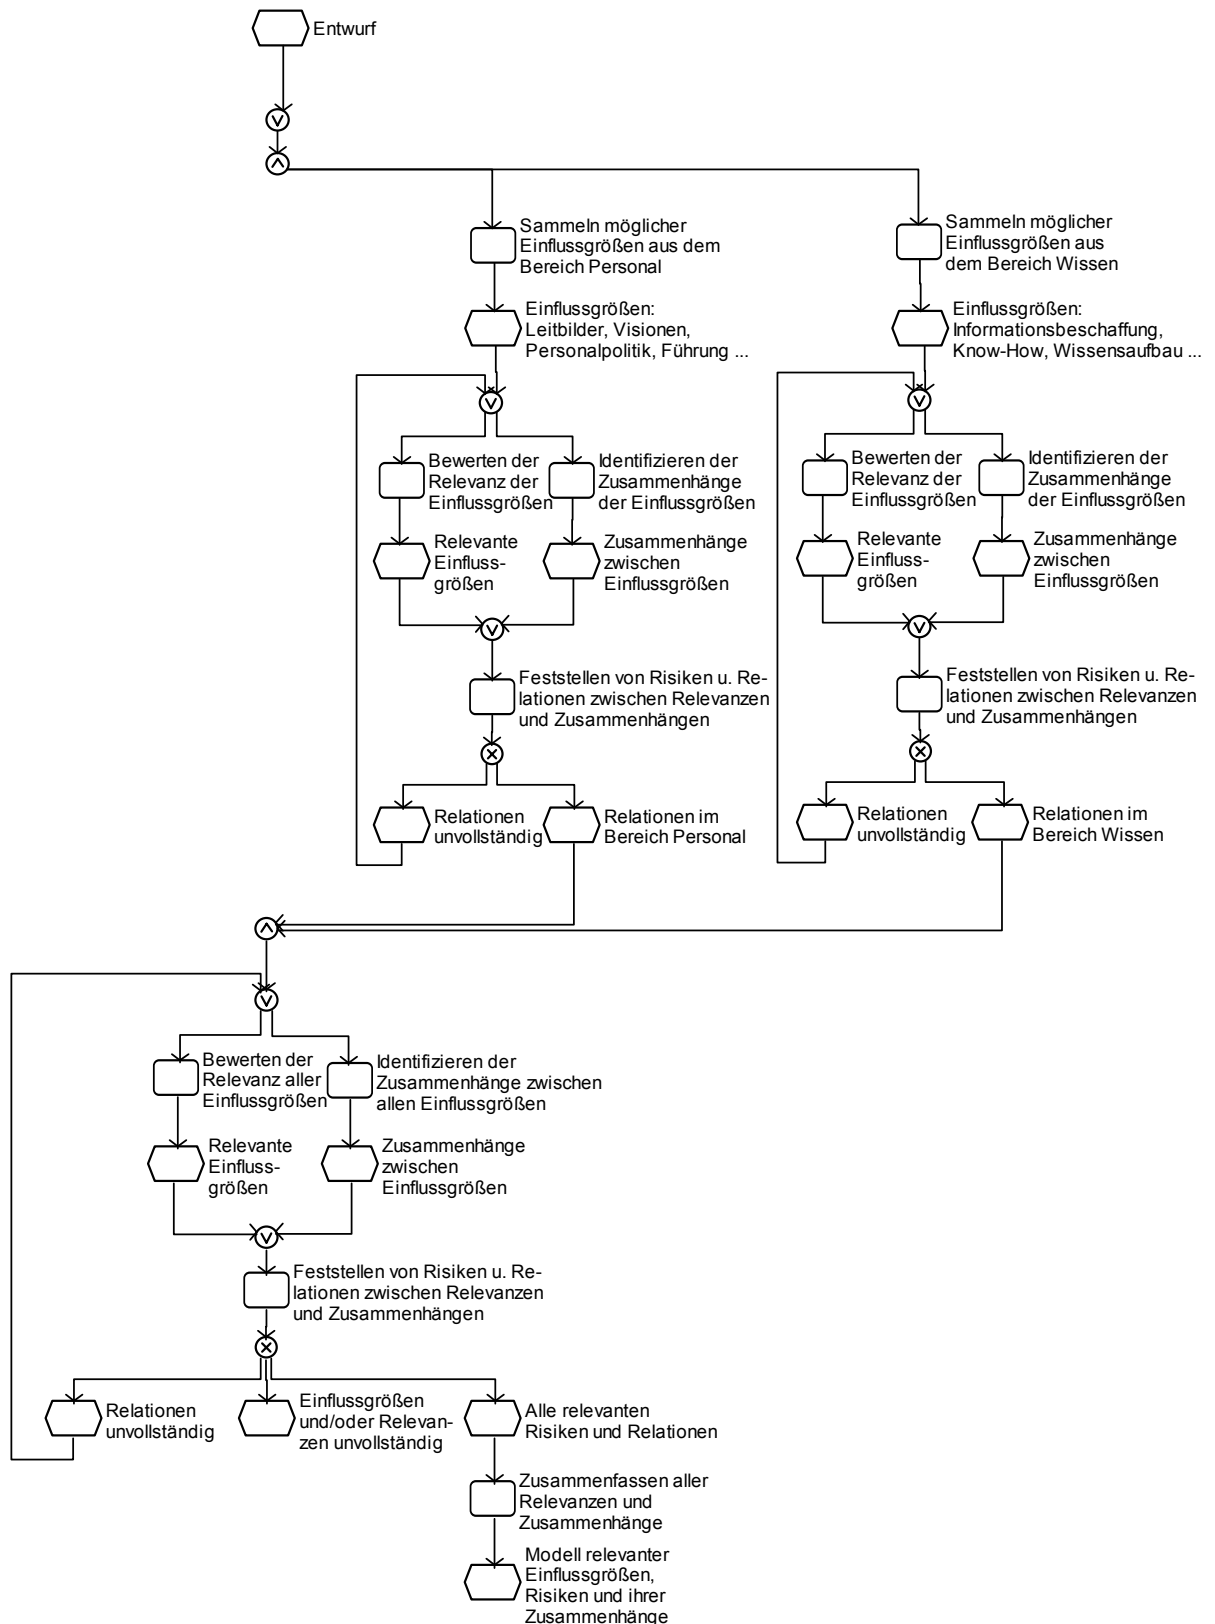 Entwurf
Sammeln möglicher
Einflussgrößen aus dem
Bereich Personal
Sammeln möglicher
Einflussgrößen aus
dem Bereich Wissen
Einflussgrößen:
Leitbilder, Visionen,
Personalpolitik, Führung ...
Einflussgrößen:
Informationsbeschaffung,
Know-How, Wissensaufbau ...
Bewerten der
Relevanz der
Einflussgrößen
Identifizieren der
Zusammenhänge
der Einflussgrößen
Bewerten der
Relevanz der
Einflussgrößen
Identifizieren der
Zusammenhänge
der Einflussgrößen
Relevante
Einfluss-
größen
Zusammenhänge
zwischen
Einflussgrößen
Relevante
Einfluss-
größen
Zusammenhänge
zwischen
Einflussgrößen
Feststellen von Risiken u. Re-
lationen zwischen Relevanzen
und Zusammenhängen
Feststellen von Risiken u. Re-
lationen zwischen Relevanzen
und Zusammenhängen
Relationen
unvollständig
Relationen im
Bereich Personal
Relationen
unvollständig
Relationen im
Bereich Wissen
Bewerten der
Relevanz aller
Einflussgrößen
Identifizieren der
Zusammenhänge zwischen
allen Einflussgrößen
Relevante
Einfluss-
größen
Zusammenhänge
zwischen
Einflussgrößen
Feststellen von Risiken u. Re-
lationen zwischen Relevanzen
und Zusammenhängen
Relationen
unvollständig
Einflussgrößen
und/oder Relevan-
zen unvollständig
Alle relevanten
Risiken und Relationen
Zusammenfassen aller
Relevanzen und
Zusammenhänge
Modell relevanter
Einflussgrößen,
Risiken und ihrer
Zusammenhänge